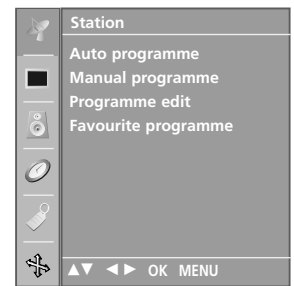 Station
Auto programme
Manual programme
Programme edit
Favourite programme
▲▼ ◄► OK MENU